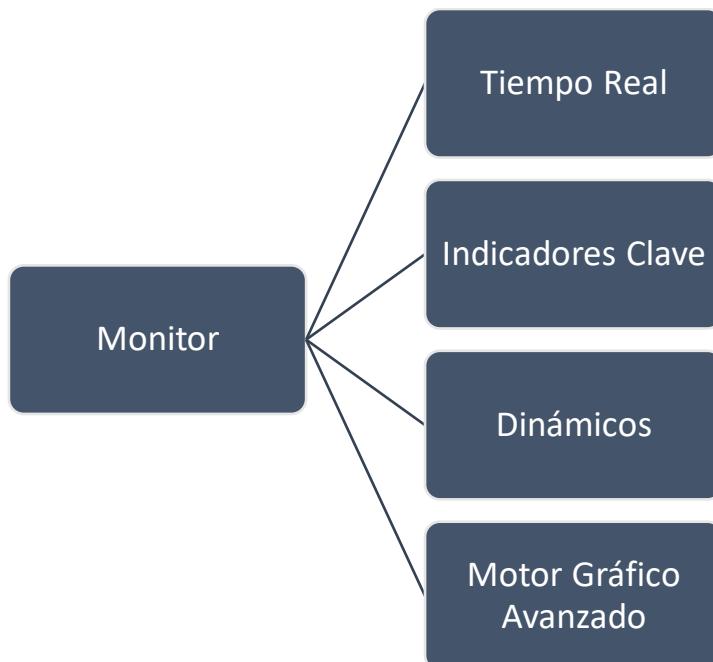 Tiempo Real
Indicadores Clave
Monitor
Dinámicos
Motor Gráfico
Avanzado